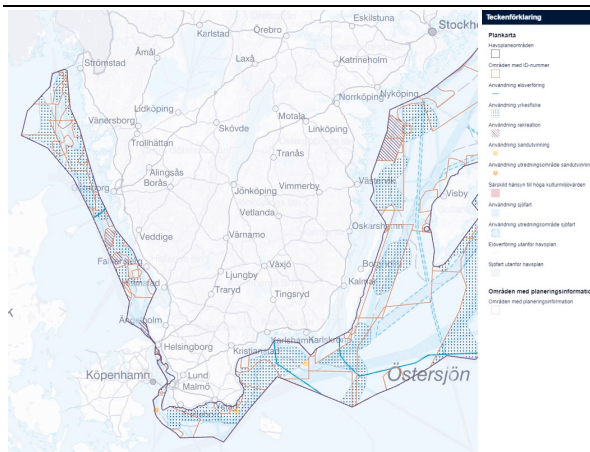 Teckenförklaring
Plankarta
Havsplaneområden
Områden med ID-nummer
Användning elöverföring
Användning yrkesfiske
Användning rekreation
Användning sandutvinning
Användning utredningsområde sandutvinning
Särskild hänsyn till höga kulturmiljövärden
Användning sjöfart
Användning utredningsområde sjöfart
Elöverföring utanför havsplan
Sjöfart utanför havsplan
Områden med planeringsinformatio
Områden med planeringsinformation
Eskilstuna
Karlstad
Örebro
Stockh
Åmål
Laxå
Katrineholm
Strömstad
Norrköping
Nyköping
Lidköping
Motala
Vänersborg
Skövde
Linköping
Trollhättan
Tranås
Alingsås
Borås
Jönköping
Vimmerby
Västervik
Visby
Vetlanda
Oskarshamn
Veddige
Värnamo
Växjö
Ljungby
Kalmar
Traryd
Tingsryd
Halmstad
Ängelholm
Helsingborg
Kristianstad
Karlshamn
Karlskr
Köpenhamn
Lund
Malmö
Östersjön